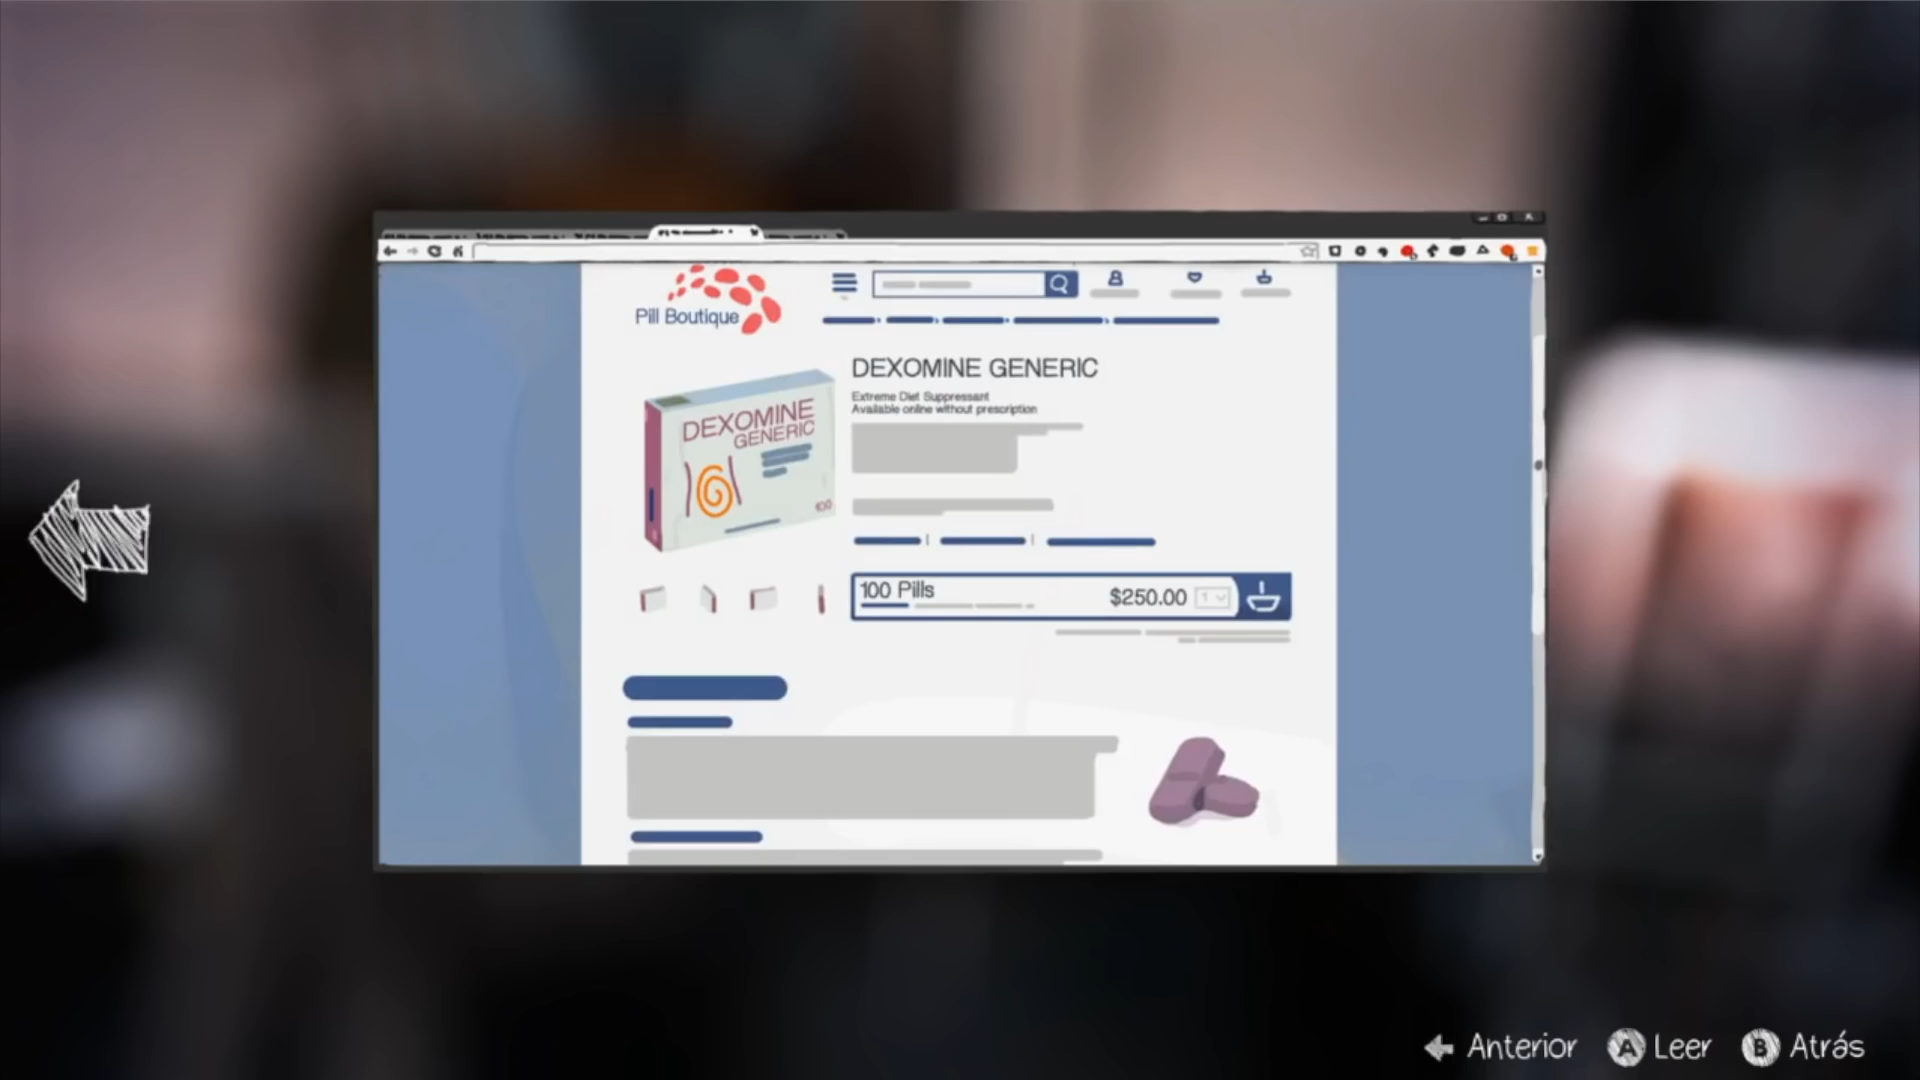 Pill Boutique
DEXOMINE GENERIC
Extreme Diet Suppressant
Available online without prescription
DEXOMINE
GENERIC
100
100 Pills
$250.00
1
Anterior
A Leer
B Atrás